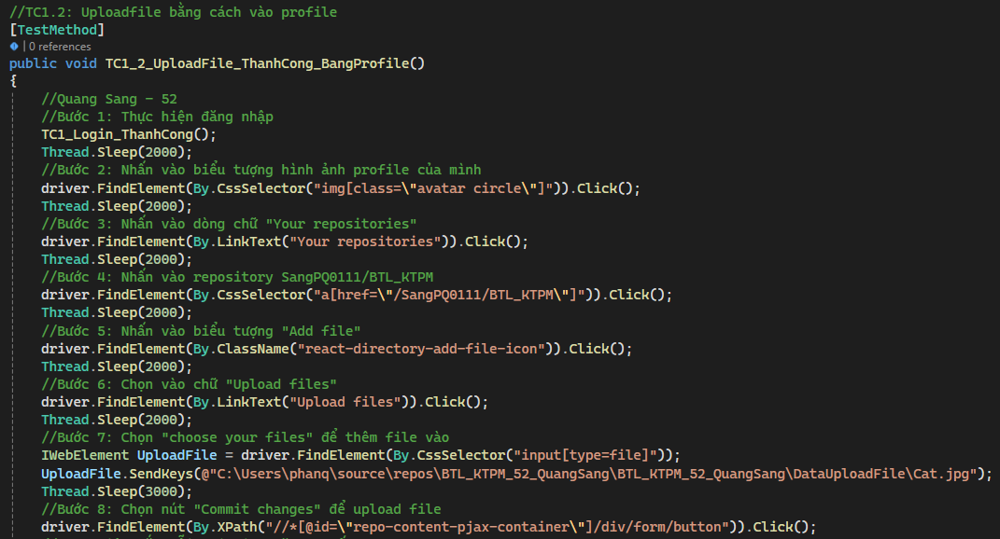 //TC1.2: Uploadfile bằng cách vào profile
[TestMethod]
| 0 references
public void TC1_2_UploadFile_ThanhCong_BangProfile()
{
//Quang Sang - 52
//Bước 1: Thực hiện đăng nhập
TC1_Login_ThanhCong();
Thread.Sleep(2000);
//Bước 2: Nhấn vào biểu tượng hình ảnh profile của mình
driver.FindElement(By.CssSelector("img[class=\"avatar circle\"]")).Click();
Thread.Sleep(2000);
//Bước 3: Nhấn vào dòng chữ "Your repositories"
driver.FindElement(By.LinkText("Your repositories")).Click();
Thread.Sleep(2000);
//Bước 4: Nhấn vào repository SangPQ0111/BTL_KTPM
driver.FindElement(By.CssSelector("a[href=\"/SangPQ0111/BTL_KTPM\"]")).Click();
Thread.Sleep(2000);
//Bước 5: Nhấn vào biểu tượng "Add file"
driver.FindElement(By.ClassName("react-directory-add-file-icon")).Click();
Thread.Sleep(2000);
//Bước 6: Chọn vào chữ "Upload files"
driver.FindElement(By.LinkText("Upload files")).Click();
Thread.Sleep(2000);
//Bước 7: Chọn "choose your files" để thêm file vào
IWebElement UploadFile = driver.FindElement(By.CssSelector("input[type=file]"));
UploadFile.SendKeys(@"C:\Users\phanq\source\repos\BTL_KTPM_52_QuangSang\BTL_KTPM_52_QuangSang\DataUploadFile\Cat.jpg");
Thread.Sleep(3000);
//Bước 8: Chọn nút "Commit changes" để upload file
driver.FindElement(By.XPath("//*[@id=\"repo-content-pjax-container\"]/div/form/button")).Click();